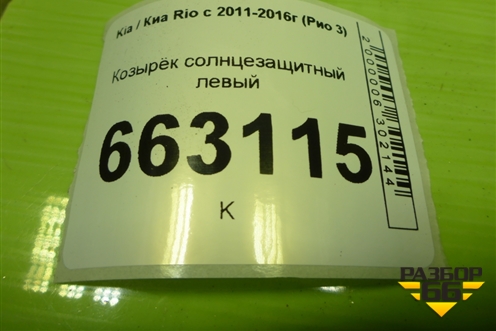 Kia / Киа Rio с 2011-2016г (Рио 3)
Козырёк солнцезащитный
левый
663115
К
2000006302144
РАЗБОР
66